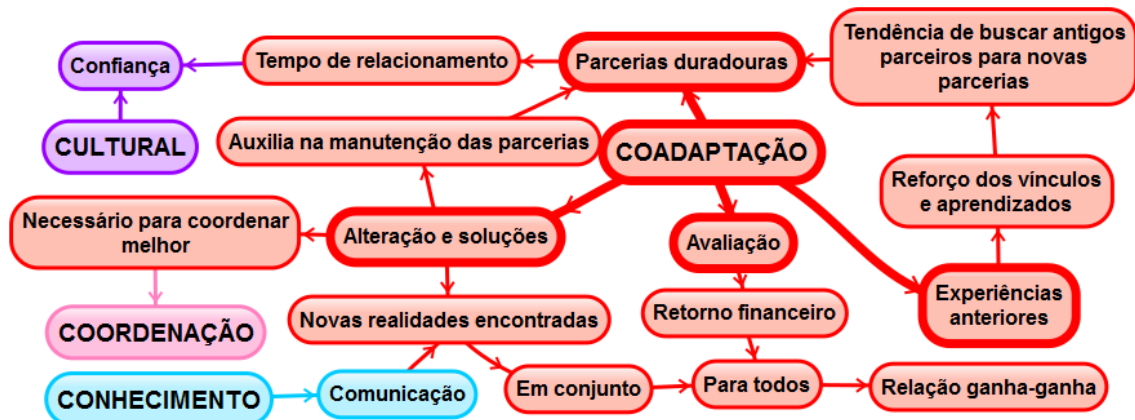 Confiança
Tempo de relacionamento
Parcerias duradouras
Tendência de buscar antigos
parceiros para novas
parcerias
CULTURAL
Auxilia na manutenção das parcerias
COADAPTAÇÃO
Reforço dos vínculos
e aprendizados
Necessário para coordenar
melhor
Alteração e soluções
Avaliação
Experiências
anteriores
COORDENAÇÃO
Novas realidades encontradas
Retorno financeiro
CONHECIMENTO
Comunicação
Em conjunto
Para todos
Relação ganha-ganha